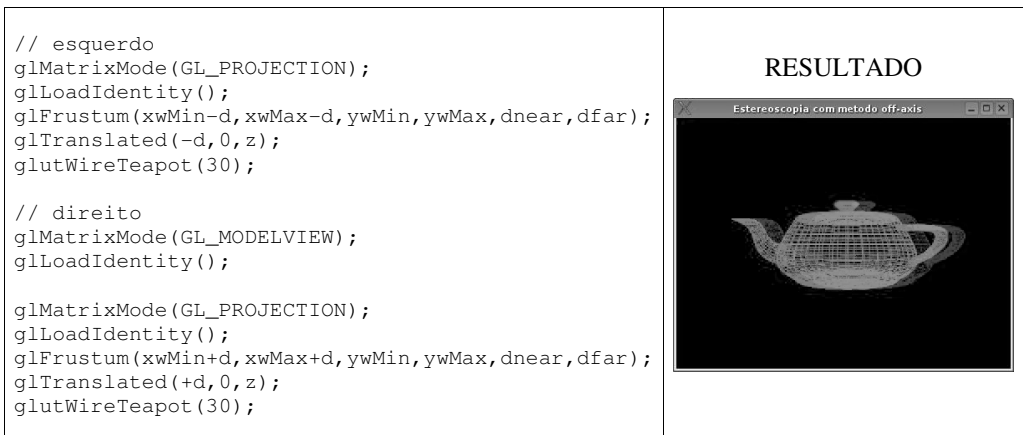 // esquerdo
glMatrixMode(GL_PROJECTION);
glLoadIdentity();
glFrustum(xwMin-d,xwMax-d,ywMin,ywMax,dnear,dfar);
glTranslated(-d,0,z);
glutWireTeapot(30);
// direito
glMatrixMode(GL_MODELVIEW);
glLoadIdentity();
glMatrixMode(GL_PROJECTION);
glLoadIdentity();
glFrustum(xwMin+d,xwMax+d,ywMin,ywMax,dnear,dfar);
glTranslated(+d,0,z);
glutWireTeapot(30);
RESULTADO
Estereoscopia com metodo off-axis